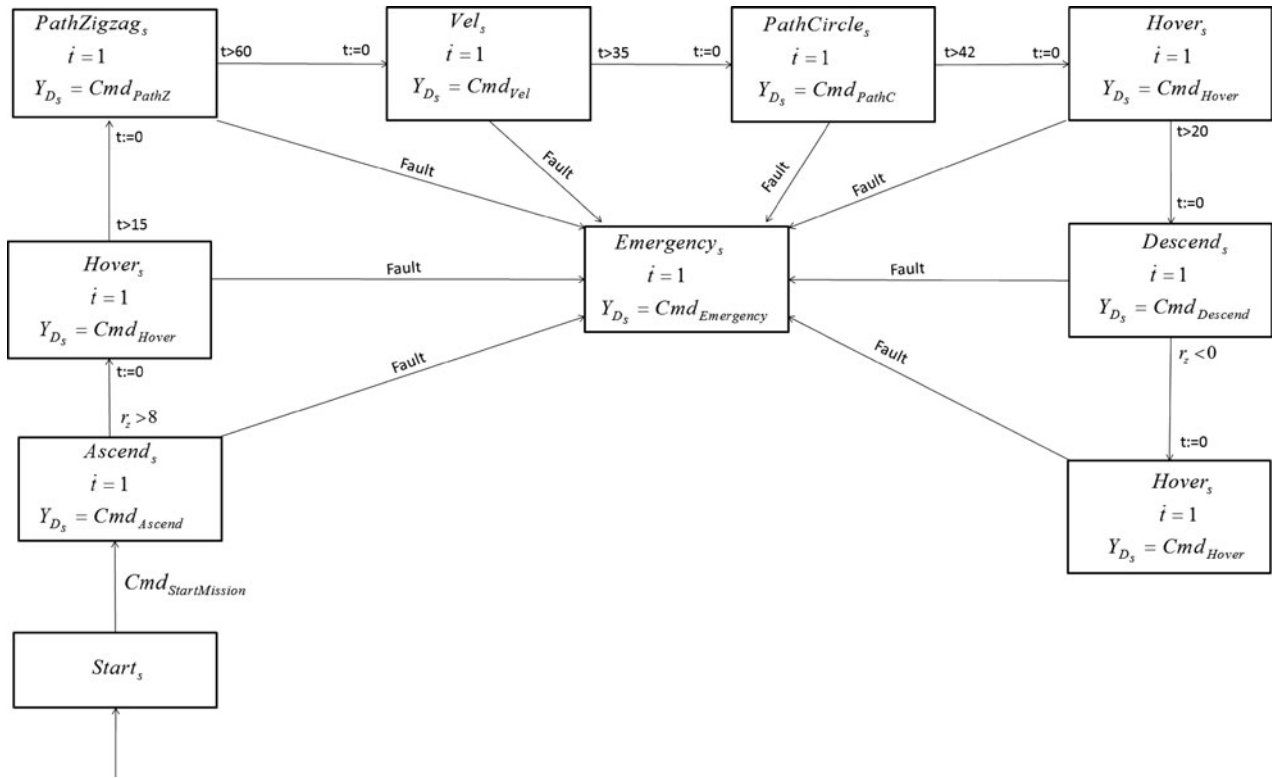 PathZigzag_s
ṫ = 1
Y_{D_s} = Cmd_{PathZ}
t>60
t:=0
Vel_s
ṫ = 1
Y_{D_s} = Cmd_{Vel}
t>35
t:=0
PathCircle_s
ṫ = 1
Y_{D_s} = Cmd_{PathC}
t>42
t:=0
Hover_s
ṫ = 1
Y_{D_s} = Cmd_{Hover}
t:=0
Fault
Fault
Fault
Fault
t>20
t:=0
t>15
Hover_s
ṫ = 1
Y_{D_s} = Cmd_{Hover}
Fault
Emergency_s
ṫ = 1
Y_{D_s} = Cmd_{Emergency}
Fault
Descend_s
ṫ = 1
Y_{D_s} = Cmd_{Descend}
t:=0
r_z >8
Fault
Fault
r_z <0
t:=0
Ascend_s
ṫ = 1
Y_{D_s} = Cmd_{Ascend}
Hover_s
ṫ = 1
Y_{D_s} = Cmd_{Hover}
Cmd_{StartMission}
Start_s